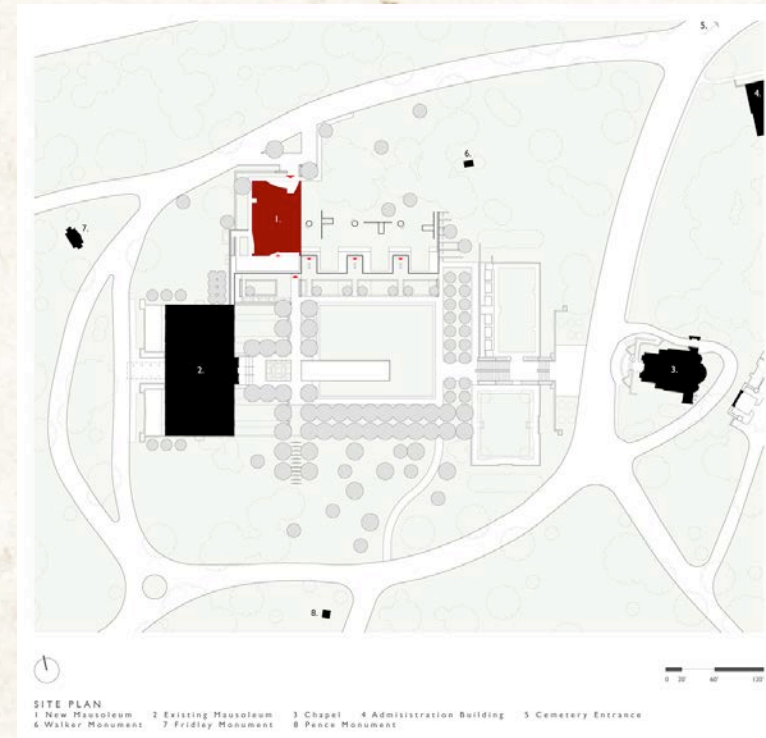 5.
4.
6.
1.
7.
2.
3.
8.
0 20' 60' 120'
SITE PLAN
1 New Mausoleum 2 Existing Mausoleum 3 Chapel 4 Admisistration Building 5 Cemetery Entrance
6 Walker Monument 7 Fridley Monument 8 Pence Monument